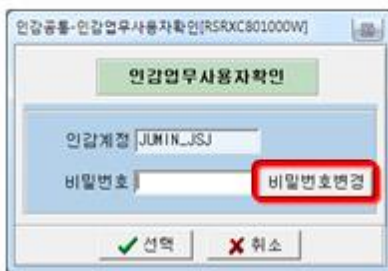 인감공통-인감업무사용자확인[RSRXC801000W]
인감업무사용자확인
인감계정 JUMIN_JSJ
비밀번호 비밀번호변경
선택 취소